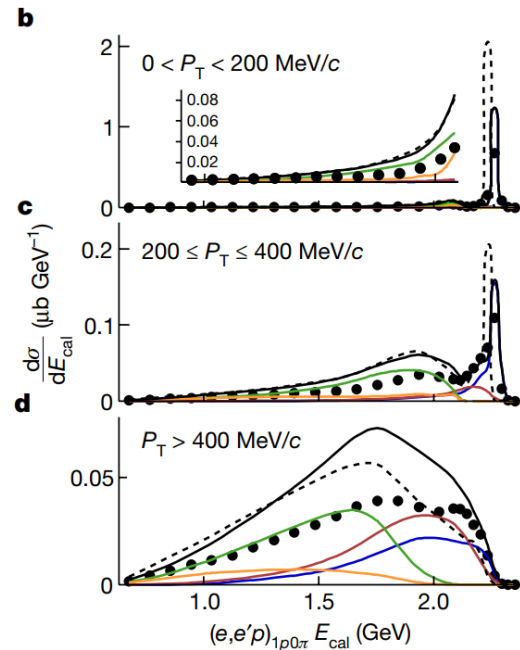 b
0 < P_T < 200 MeV/c
2
1
0
0.08
0.06
0.04
0.02
c
200 ≤ P_T ≤ 400 MeV/c
0.2
0.1
0
dσ
dE_cal
(μb GeV⁻¹)
d
P_T > 400 MeV/c
0.05
0
1.0 1.5 2.0
(e,e′p)_1p0π E_cal (GeV)